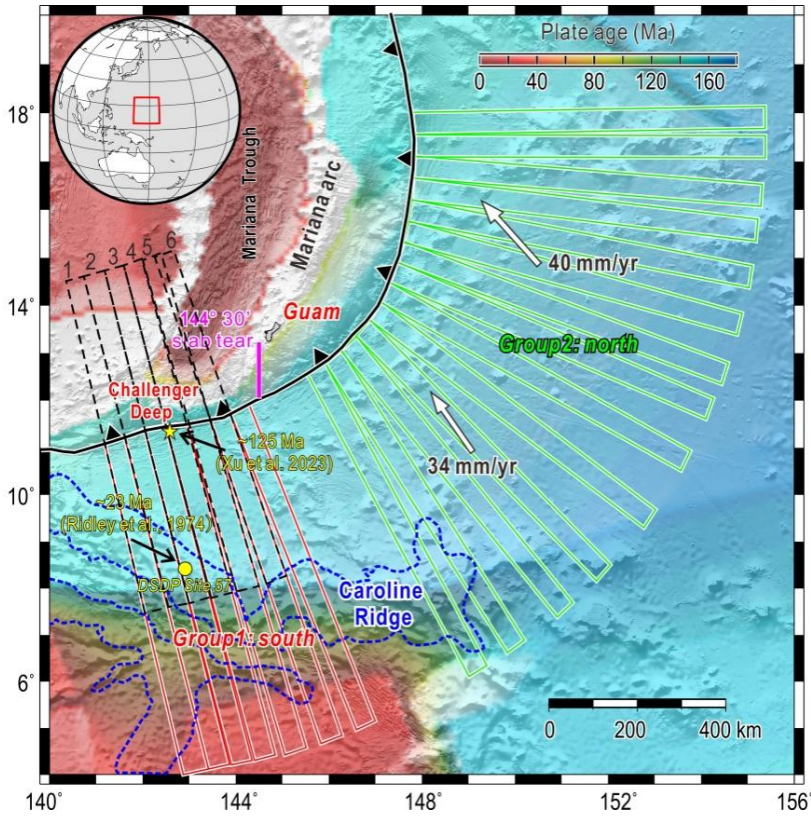 Plate age (Ma)
0 40 80 120 160
18°
16°
14°
12°
10°
8°
6°
140° 144° 148° 152° 156°
Mariana Trough
Mariana arc
1 2 3 4 5 6
144° 30'
slab tear
Guam
40 mm/yr
Group2: north
Challenger
Deep
~125 Ma
(Xu et al. 2023)
34 mm/yr
~23 Ma
(Ridley et al., 1974)
DSDP Site 57
Caroline
Ridge
Group1: south
0 200 400 km